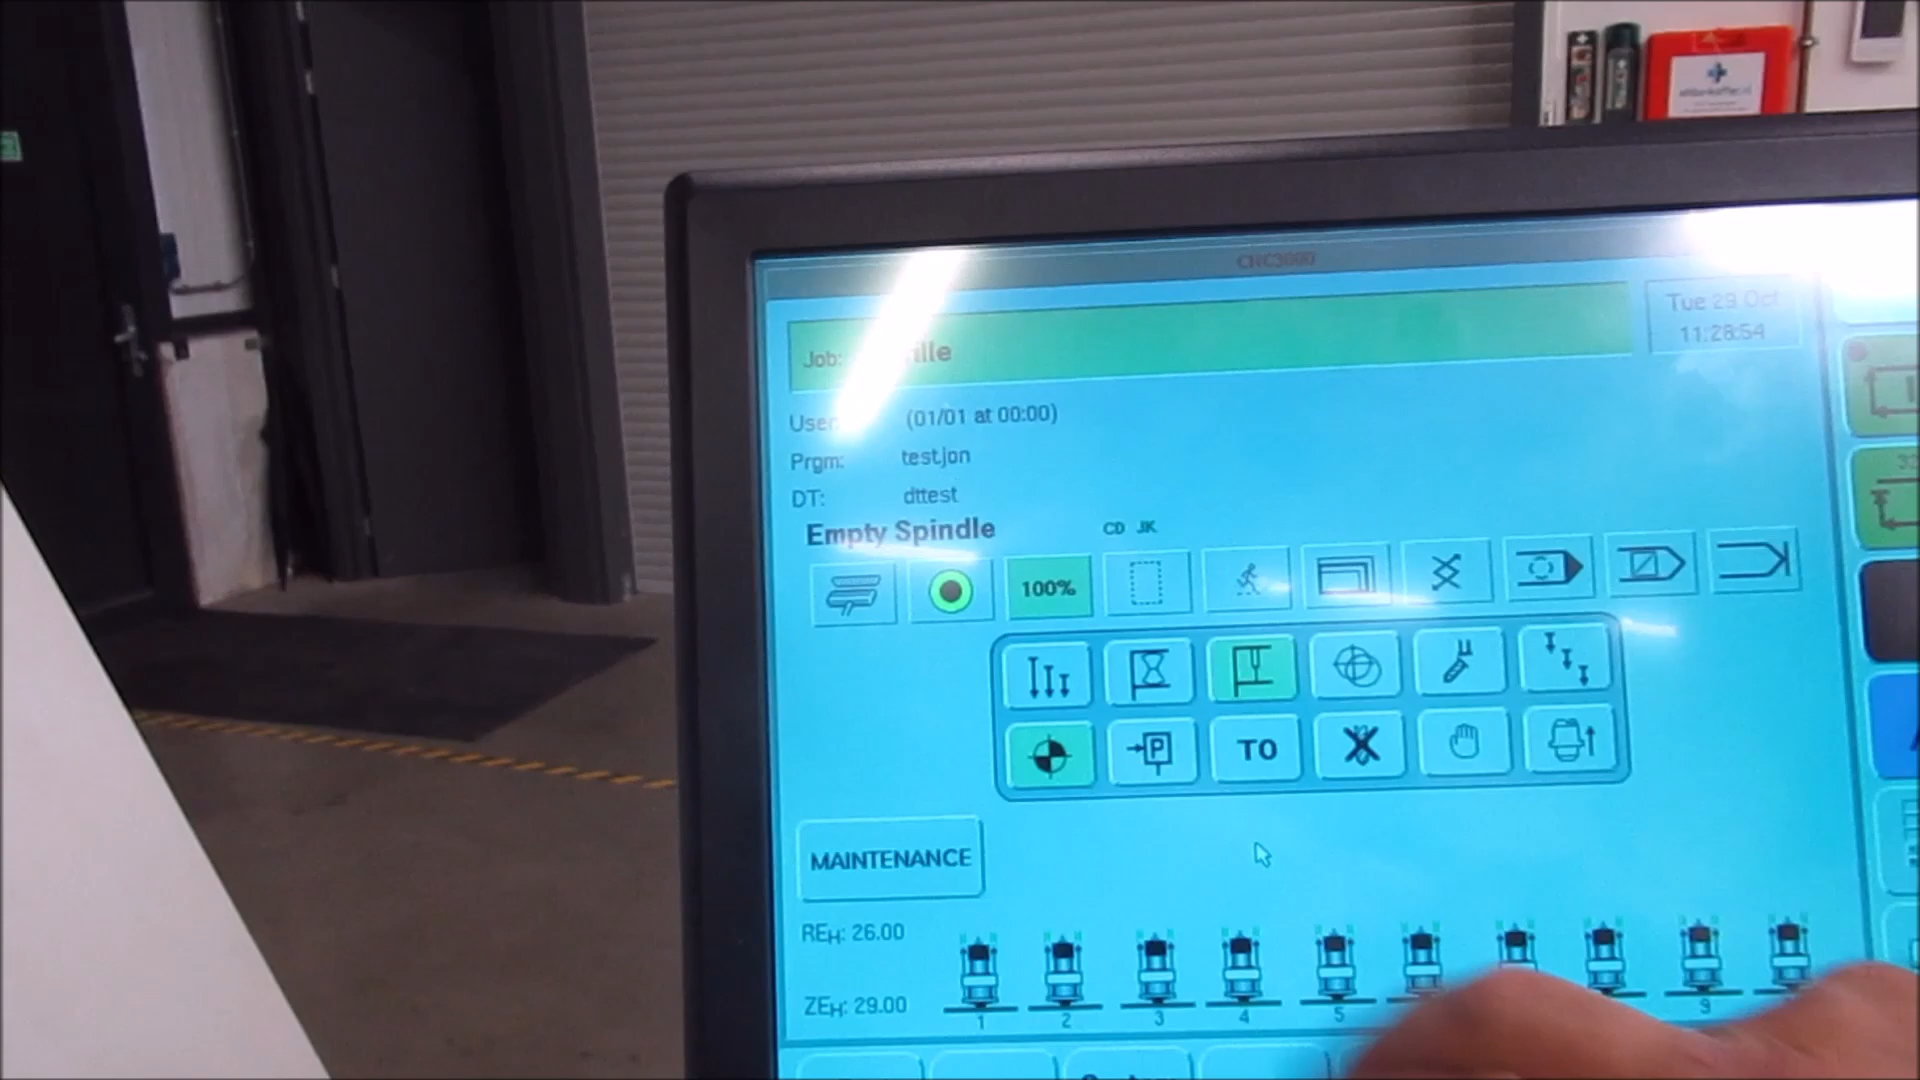 CNC3000
Tue 29 Oct
11:28:54
Job:
User: (01/01 at 00:00)
Prgm: testjon
DT: dttest
Empty Spindle
CD JK
100%
P
TO
MAINTENANCE
REH: 26.00
ZEH: 29.00
1 2 3 4 5 9